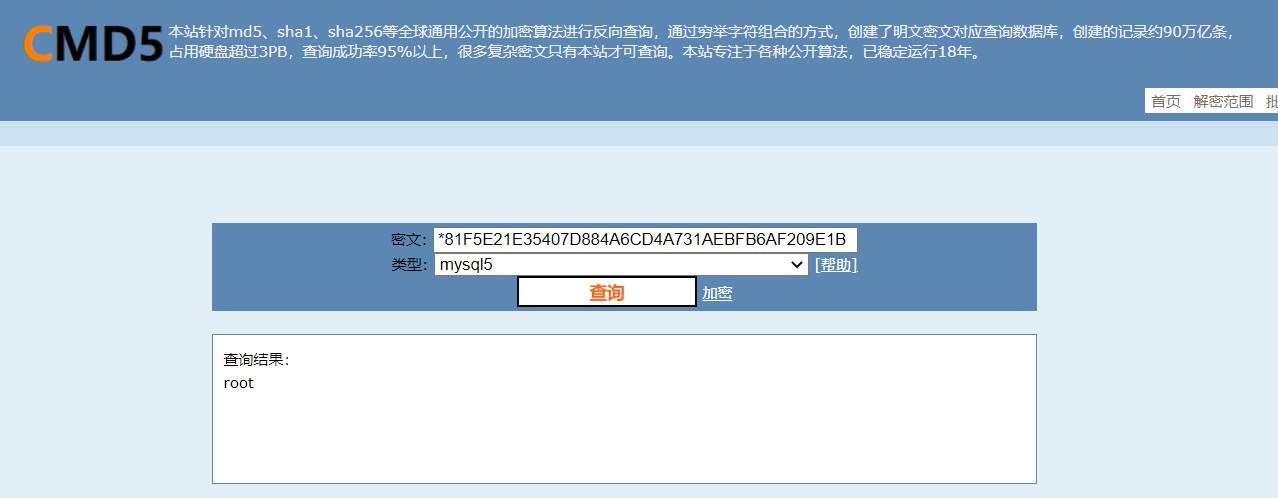 CMD5
本站针对md5、sha1、sha256等全球通用公开的加密算法进行反向查询，通过穷举字符组合的方式，创建了明文密文对应查询数据库，创建的记录约90万亿条，
占用硬盘超过3PB，查询成功率95%以上，很多复杂密文只有本站才可查询。本站专注于各种公开算法，已稳定运行18年。
首页 解密范围 批
密文： *81F5E21E35407D884A6CD4A731AEBFB6AF209E1B
类型： mysql5 [帮助]
查询 加密
查询结果：
root